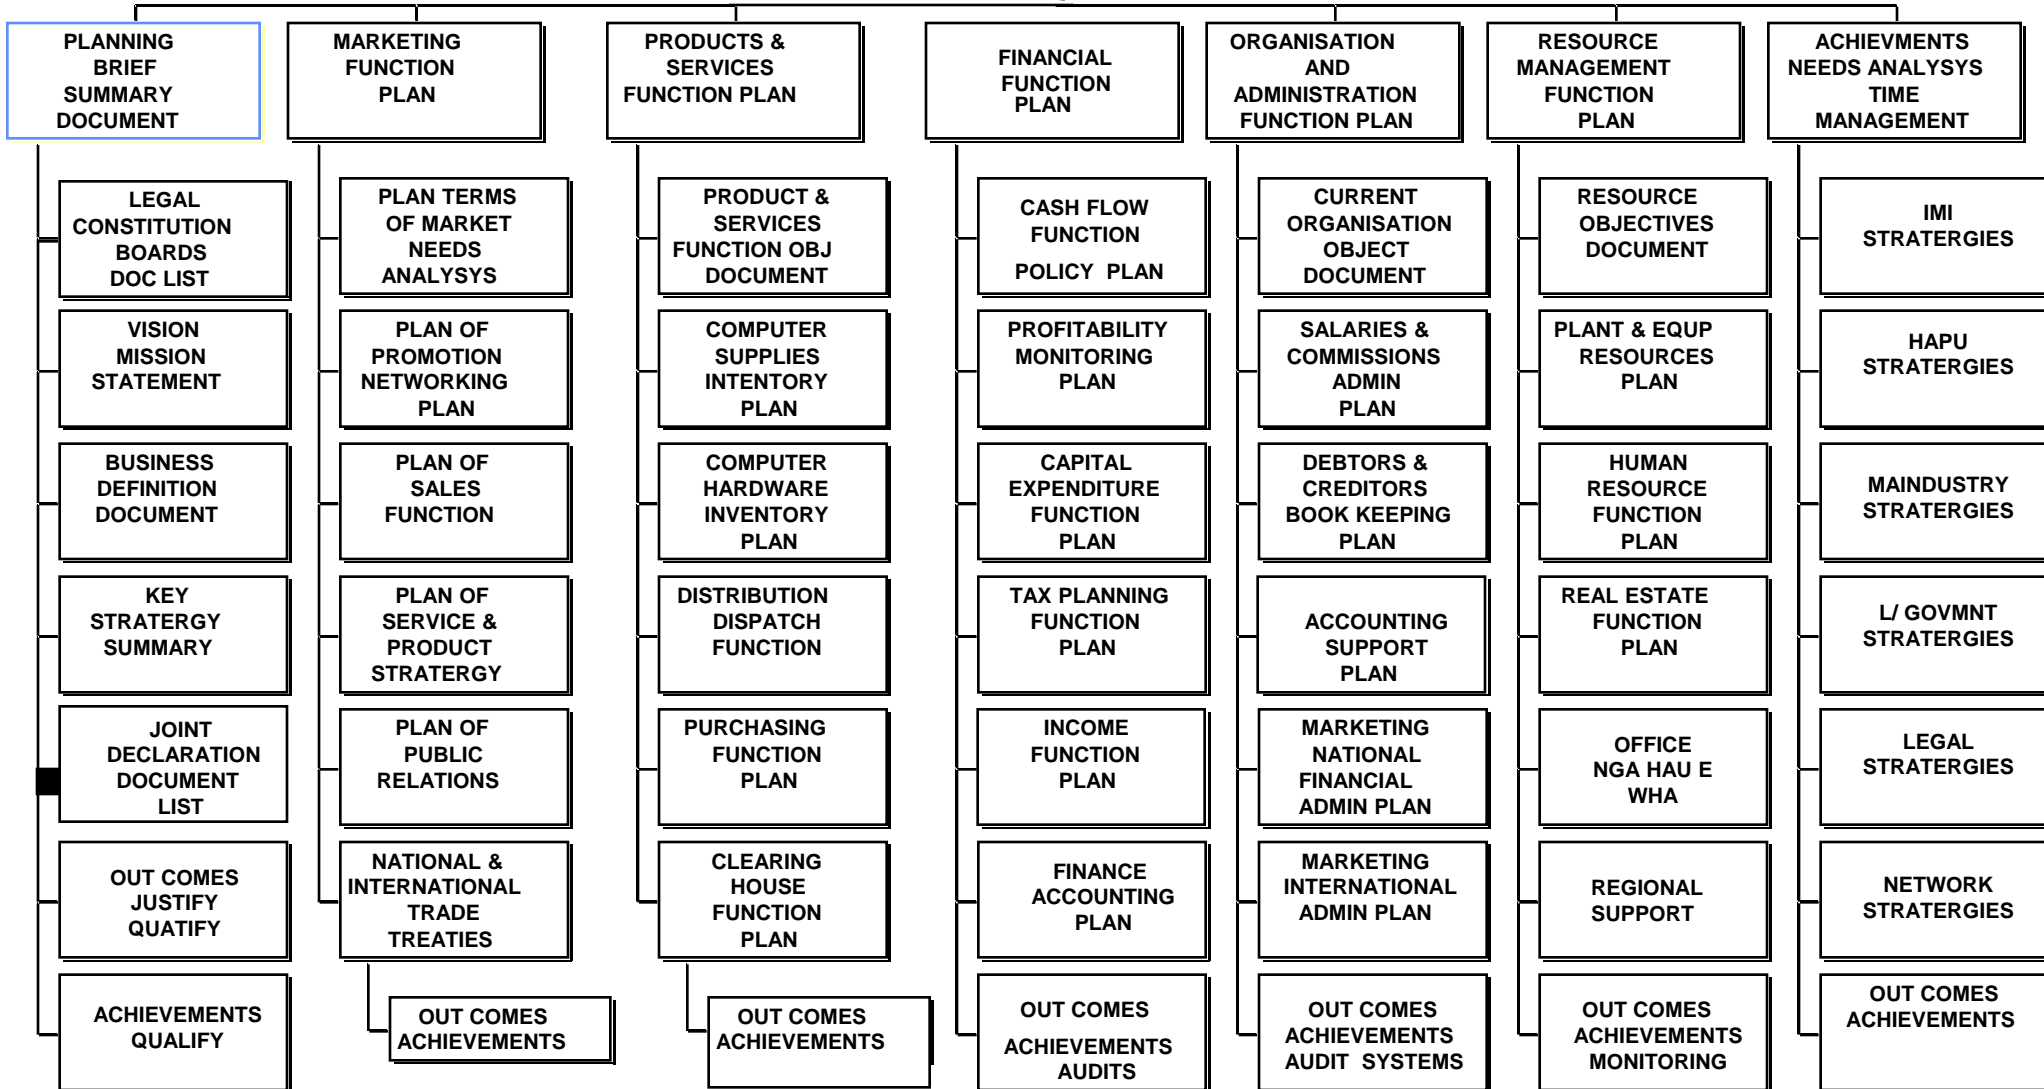 PLANNING
BRIEF
SUMMARY
DOCUMENT
LEGAL
CONSTITUTION
BOARDS
DOC LIST
VISION
MISSION
STATEMENT
BUSINESS
DEFINITION
DOCUMENT
KEY
STRATERGY
SUMMARY
JOINT
DECLARATION
DOCUMENT
LIST
OUT COMES
JUSTIFY
QUATIFY
ACHIEVEMENTS
QUALIFY
MARKETING
FUNCTION
PLAN
PLAN TERMS
OF MARKET
NEEDS
ANALYSYS
PLAN OF
PROMOTION
NETWORKING
PLAN
PLAN OF
SALES
FUNCTION
PLAN OF
SERVICE &
PRODUCT
STRATERGY
PLAN OF
PUBLIC
RELATIONS
NATIONAL &
INTERNATIONAL
TRADE
TREATIES
OUT COMES
ACHIEVEMENTS
PRODUCTS &
SERVICES
FUNCTION PLAN
PRODUCT &
SERVICES
FUNCTION OBJ
DOCUMENT
COMPUTER
SUPPLIES
INTENTORY
PLAN
COMPUTER
HARDWARE
INVENTORY
PLAN
DISTRIBUTION
DISPATCH
FUNCTION
PURCHASING
FUNCTION
PLAN
CLEARING
HOUSE
FUNCTION
PLAN
OUT COMES
ACHIEVEMENTS
FINANCIAL
FUNCTION
PLAN
CASH FLOW
FUNCTION
POLICY PLAN
PROFITABILITY
MONITORING
PLAN
CAPITAL
EXPENDITURE
FUNCTION
PLAN
TAX PLANNING
FUNCTION
PLAN
INCOME
FUNCTION
PLAN
FINANCE
ACCOUNTING
PLAN
OUT COMES
ACHIEVEMENTS
AUDITS
ORGANISATION
AND
ADMINISTRATION
FUNCTION PLAN
CURRENT
ORGANISATION
OBJECT
DOCUMENT
SALARIES &
COMMISSIONS
ADMIN
PLAN
DEBTORS &
CREDITORS
BOOK KEEPING
PLAN
ACCOUNTING
SUPPORT
PLAN
MARKETING
NATIONAL
FINANCIAL
ADMIN PLAN
MARKETING
INTERNATIONAL
ADMIN PLAN
OUT COMES
ACHIEVEMENTS
AUDIT SYSTEMS
RESOURCE
MANAGEMENT
FUNCTION
PLAN
RESOURCE
OBJECTIVES
DOCUMENT
PLANT & EQUP
RESOURCES
PLAN
HUMAN
RESOURCE
FUNCTION
PLAN
REAL ESTATE
FUNCTION
PLAN
OFFICE
NGA HAU E
WHA
REGIONAL
SUPPORT
OUT COMES
ACHIEVEMENTS
MONITORING
ACHIEVMENTS
NEEDS ANALYSYS
TIME
MANAGEMENT
IMI
STRATERGIES
HAPU
STRATERGIES
MAINDUSTRY
STRATERGIES
L/ GOVMNT
STRATERGIES
LEGAL
STRATERGIES
NETWORK
STRATERGIES
OUT COMES
ACHIEVEMENTS